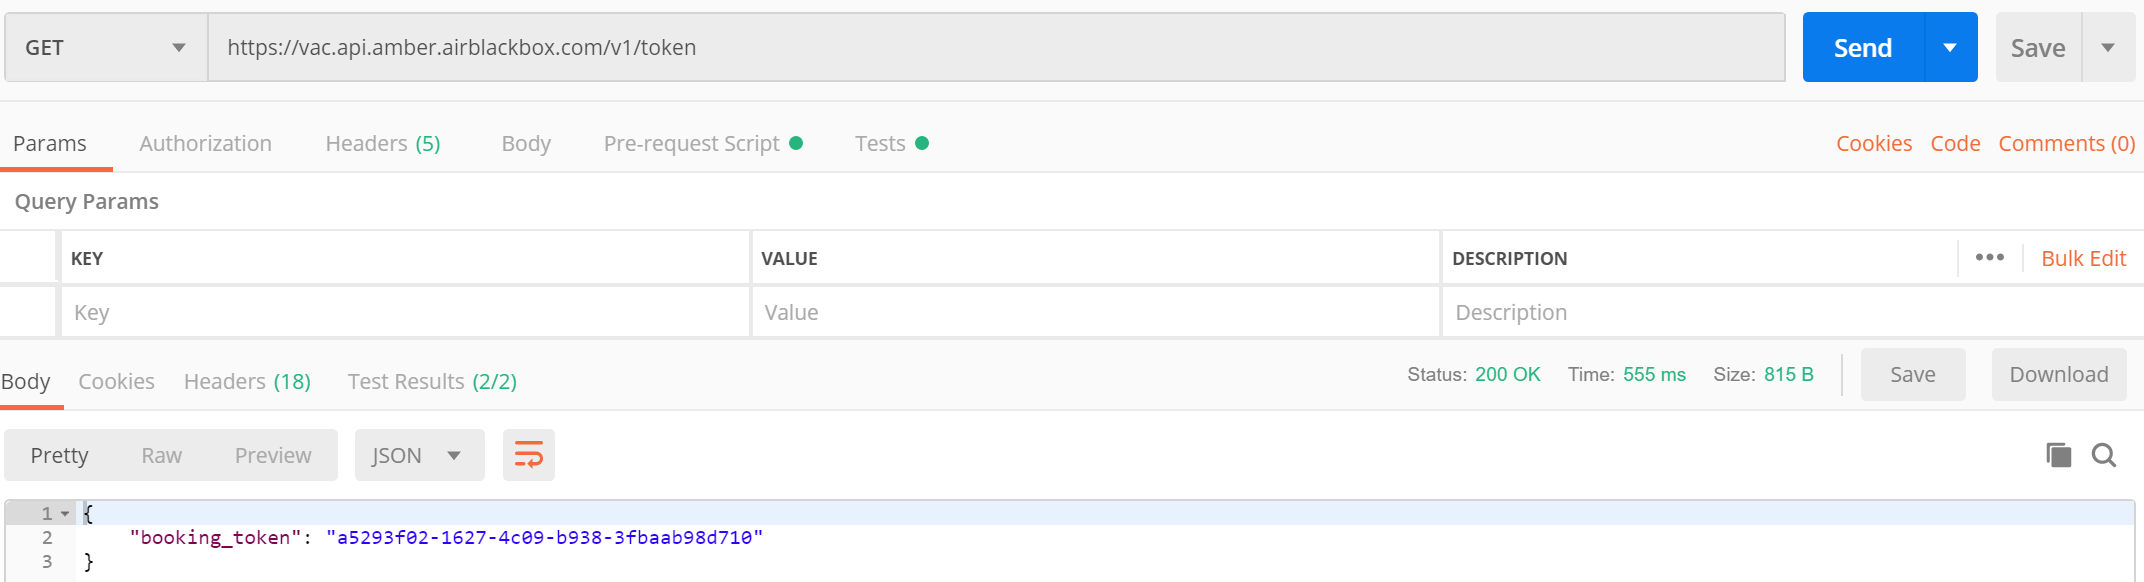 GET https://vac.api.amber.airblackbox.com/v1/token Send Save
Params Authorization Headers (5) Body Pre-request Script Tests Cookies Code Comments (0)
Query Params
KEY VALUE DESCRIPTION ••• Bulk Edit
Key Value Description
Body Cookies Headers (18) Test Results (2/2) Status: 200 OK Time: 555 ms Size: 815 B Save Download
Pretty Raw Preview JSON
1 {
2 "booking_token": "a5293f02-1627-4c09-b938-3fbaab98d710"
3 }